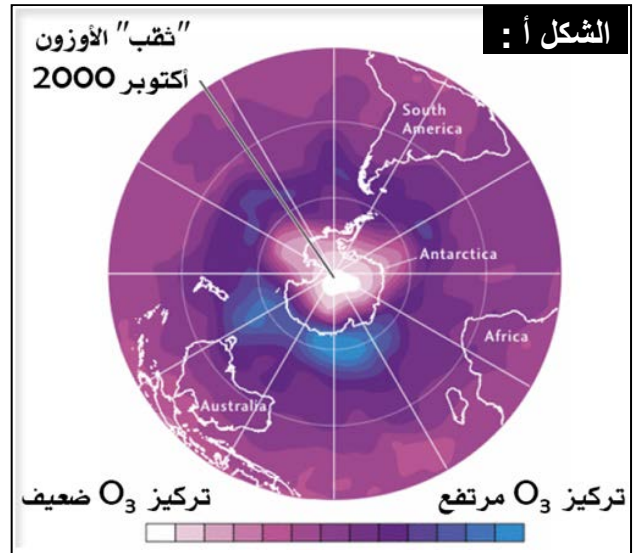 الشكل أ :
"ثقب" الأوزون
أكتوبر 2000
South
America
Antarctica
Africa
Australia
تركيز O₃ مرتفع
تركيز O₃ ضعيف